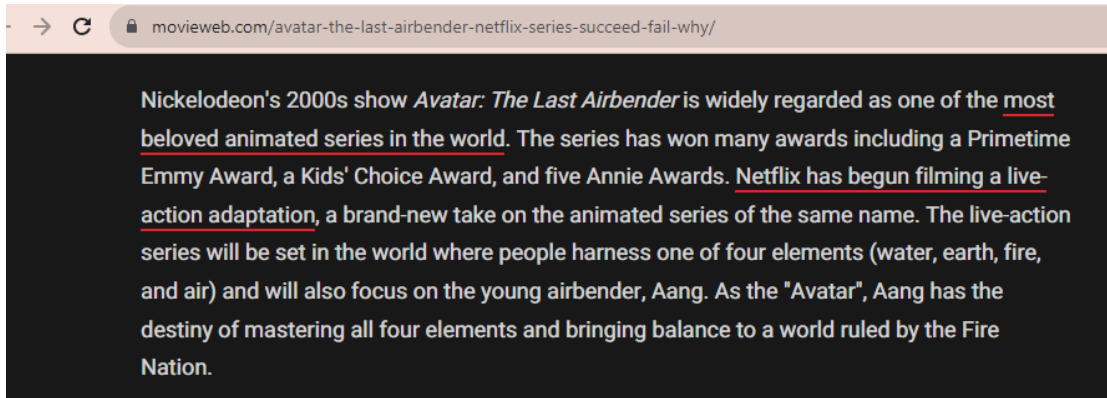 movieweb.com/avatar-the-last-airbender-netflix-series-succeed-fail-why/
Nickelodeon's 2000s show Avatar: The Last Airbender is widely regarded as one of the most
beloved animated series in the world. The series has won many awards including a Primetime
Emmy Award, a Kids' Choice Award, and five Annie Awards. Netflix has begun filming a live-
action adaptation, a brand-new take on the animated series of the same name. The live-action
series will be set in the world where people harness one of four elements (water, earth, fire,
and air) and will also focus on the young airbender, Aang. As the "Avatar", Aang has the
destiny of mastering all four elements and bringing balance to a world ruled by the Fire
Nation.